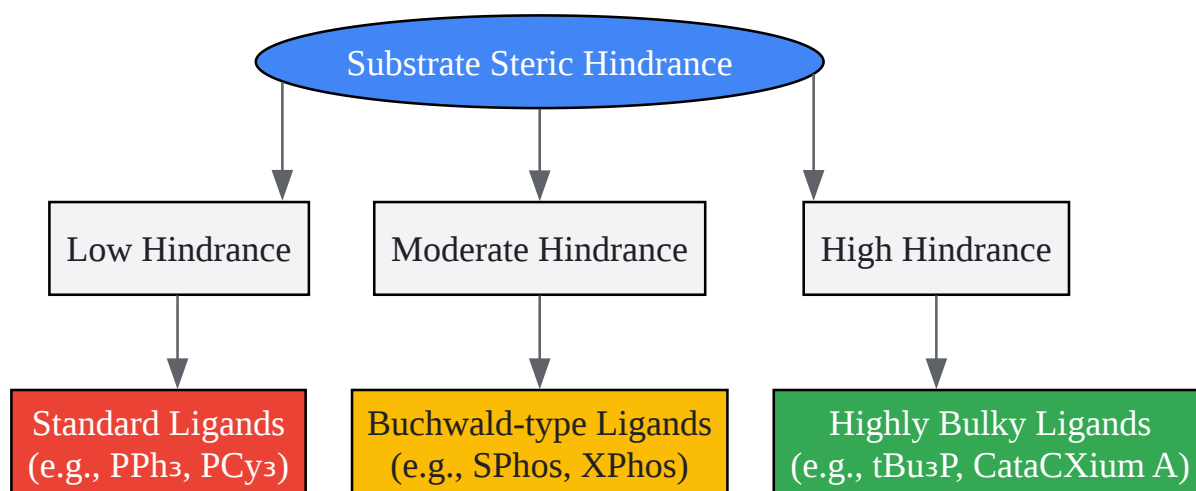 Substrate Steric Hindrance
Low Hindrance
Moderate Hindrance
High Hindrance
Standard Ligands
(e.g., PPh₃, PCy₃)
Buchwald-type Ligands
(e.g., SPhos, XPhos)
Highly Bulky Ligands
(e.g., tBu₃P, CataCXium A)